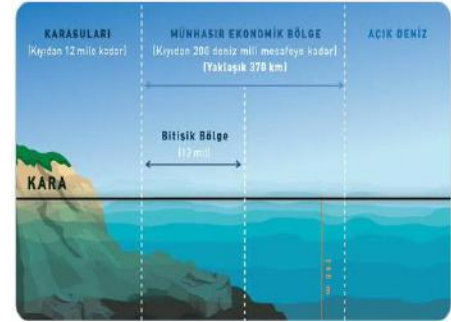 KARASULARI
(Kıyıdan 12 mile kadar)
MÜNHASIR EKONOMİK BÖLGE
(Kıyıdan 200 deniz mili mesafeye kadar)
(Yaklaşık 370 km)
AÇIK DENİZ
Bitişik Bölge
(12 mil)
KARA